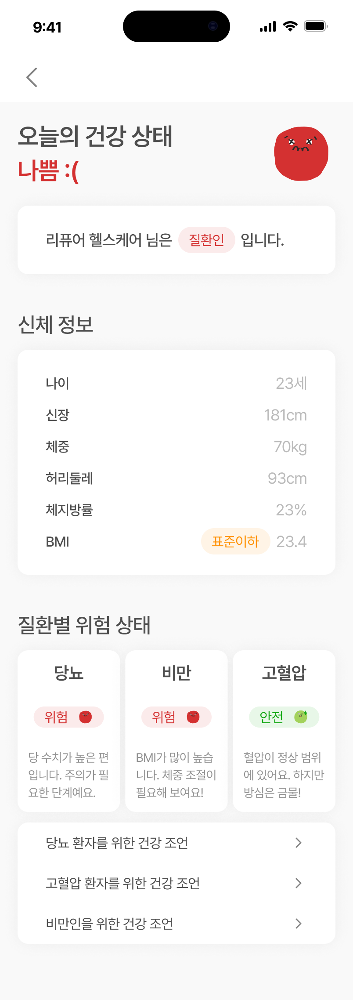 9:41
오늘의 건강 상태
나쁨 :(
리퓨어 헬스케어 님은 질환인 입니다.
신체 정보
나이 23세
신장 181cm
체중 70kg
허리둘레 93cm
체지방률 23%
BMI 표준이하 23.4
질환별 위험 상태
당뇨
위험
당 수치가 높은 편
입니다. 주의가 필
요한 단계예요.
비만
위험
BMI가 많이 높습
니다. 체중 조절이
필요해 보여요!
고혈압
안전
혈압이 정상 범위
에 있어요. 하지만
방심은 금물!
당뇨 환자를 위한 건강 조언
고혈압 환자를 위한 건강 조언
비만인을 위한 건강 조언